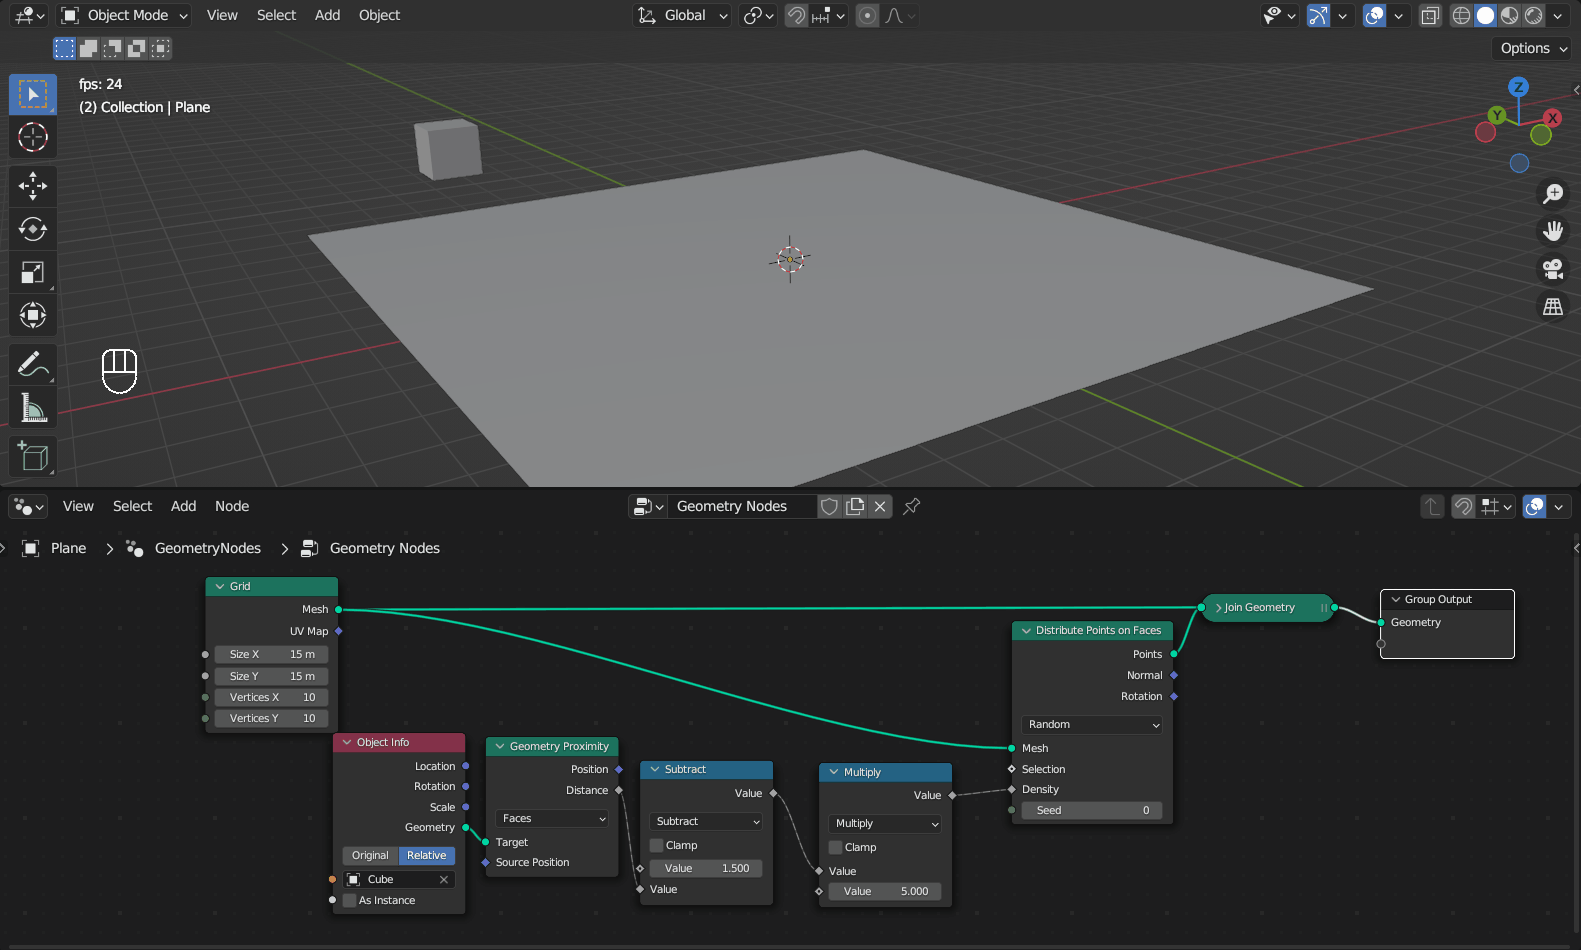 Object Mode
View
Select
Add
Object
Global
Options
fps: 24
(2) Collection | Plane
Z
Y
X
View
Select
Add
Node
Geometry Nodes
Plane
GeometryNodes
Geometry Nodes
Grid
Mesh
UV Map
Size X 15 m
Size Y 15 m
Vertices X 10
Vertices Y 10
Object Info
Location
Rotation
Scale
Geometry
Original Relative
Cube
As Instance
Geometry Proximity
Position
Distance
Faces
Target
Source Position
Subtract
Value
Subtract
Clamp
Value 1.500
Value
Multiply
Value
Multiply
Clamp
Value
Value 5.000
Distribute Points on Faces
Points
Normal
Rotation
Random
Mesh
Selection
Density
Seed 0
Join Geometry
Group Output
Geometry